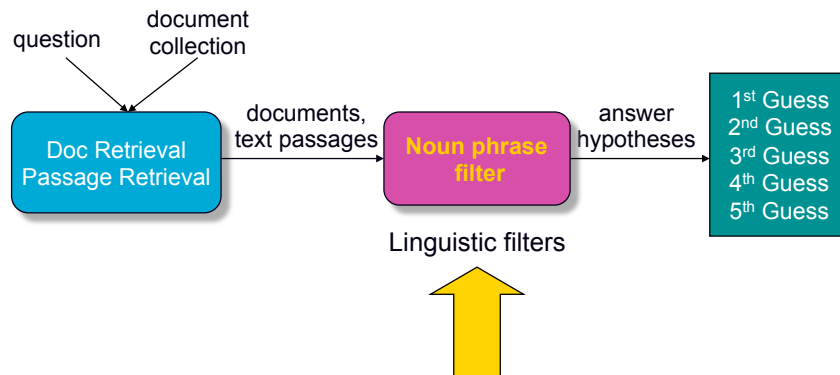 question
document
collection
Doc Retrieval
Passage Retrieval
documents,
text passages
Noun phrase
filter
answer
hypotheses
1st Guess
2nd Guess
3rd Guess
4th Guess
5th Guess
Linguistic filters